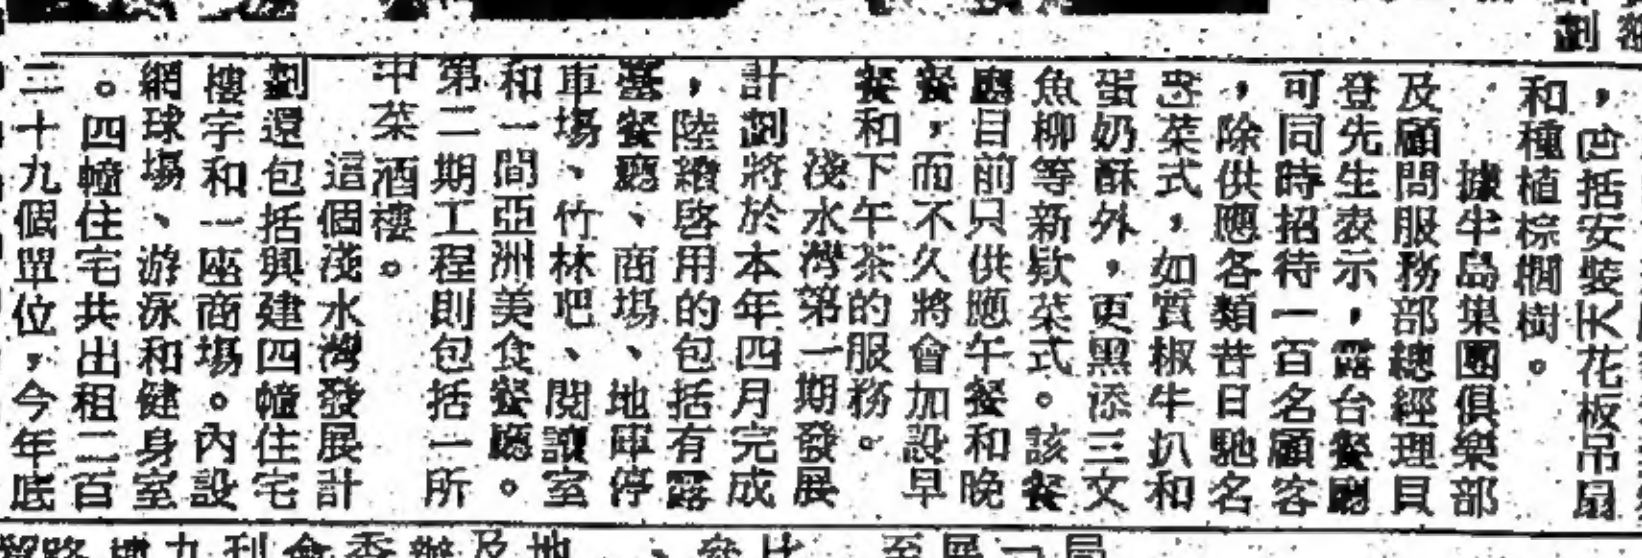 ，包括安裝天花板吊扇
和種植棕櫚樹。
據半島集團俱樂部
及顧問服務部總經理貝
登先生表示，露台餐廳
可同時招待一百名顧客
，除供應各類昔日馳名
菜式，如質椒牛扒和
蛋奶酥外，更黑添三文
魚柳等新欵菜式。該餐
廳目前只供應午餐和晚
餐，而不久將會加設早
餐和下午茶的服務。
淺水灣第一期發展
計劃將於本年四月完成
，陸續啓用的包括有露
臺餐廳、商場、地庫停
車場、竹林吧、閱讀室
和一間亞洲美食餐廳。
第二期工程則包括一所
中菜酒樓。
這個淺水灣發展計
劃還包括興建四幢住宅
樓宇和一座商場。內設
網球場、游泳和健身室
。四幢住宅共出租二百
二十九個單位，今年底